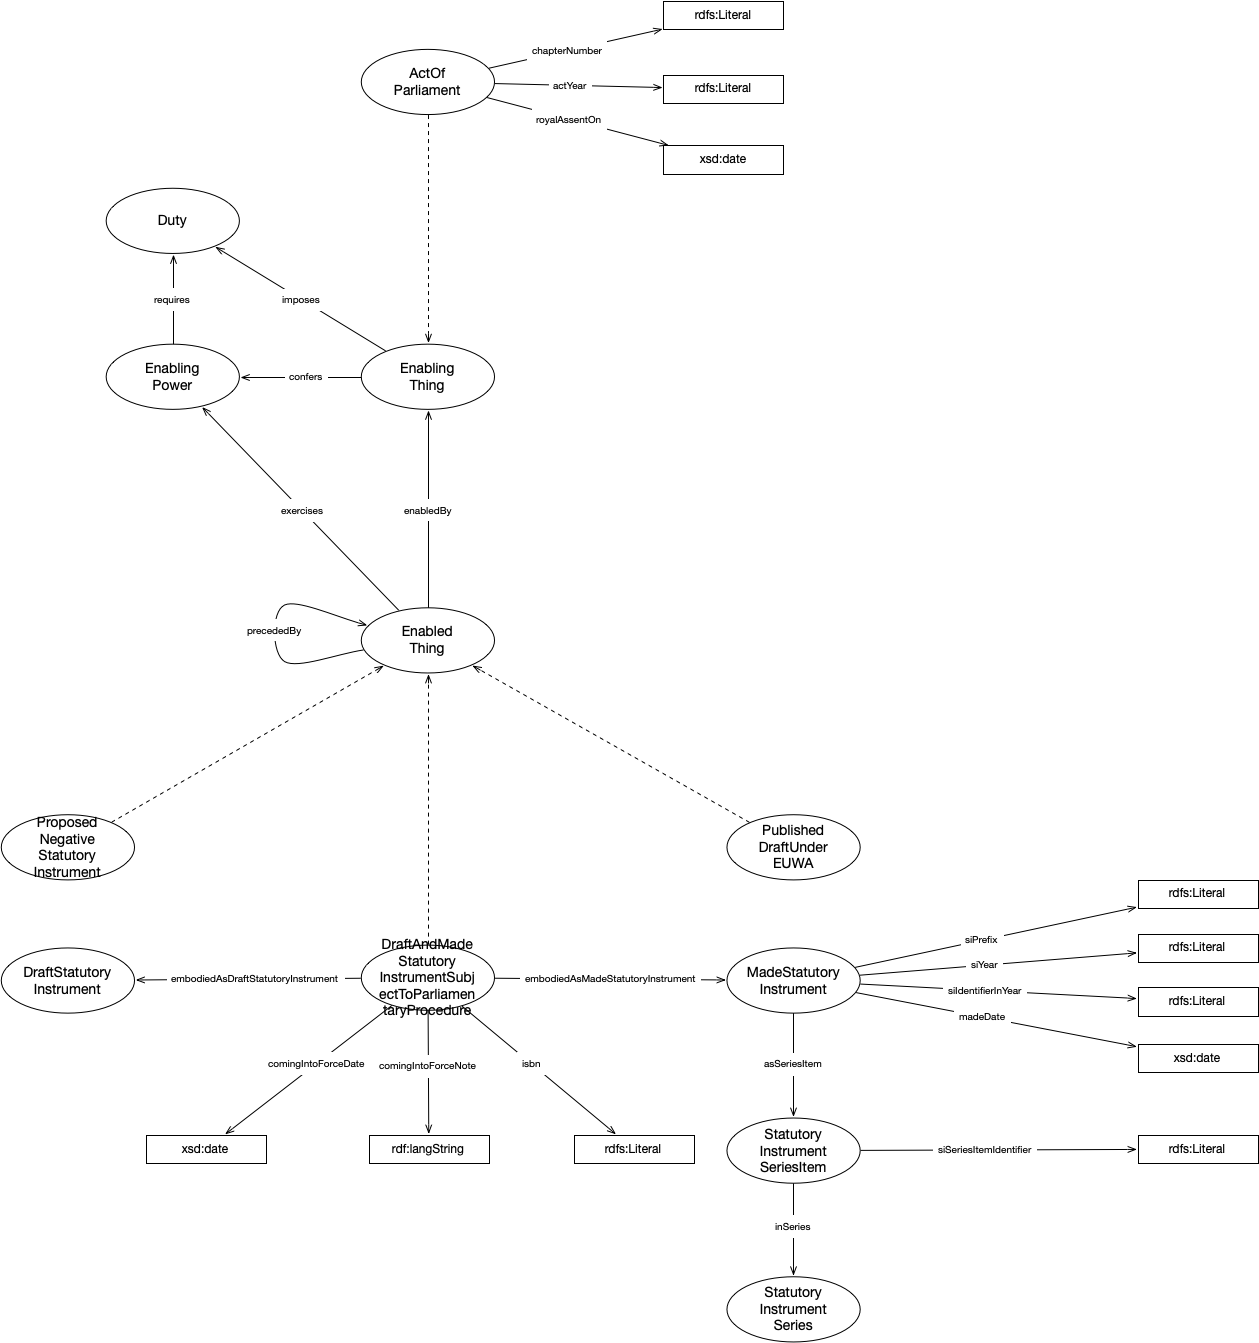 rdfs:Literal
chapterNumber
ActOf
Parliament
actYear
rdfs:Literal
royalAssentOn
xsd:date
Duty
requires
imposes
Enabling
Power
confers
Enabling
Thing
exercises
enabledBy
precededBy
Enabled
Thing
Proposed
Negative
Statutory
Instrument
Published
DraftUnder
EUWA
DraftStatutory
Instrument
embodiedAsDraftStatutoryInstrument
DraftAndMade
Statutory
InstrumentSubj
ectToParliamen
taryProcedure
embodiedAsMadeStatutoryInstrument
MadeStatutory
Instrument
siPrefix
rdfs:Literal
siYear
rdfs:Literal
siIdentifierInYear
rdfs:Literal
madeDate
xsd:date
comingIntoForceDate
comingIntoForceNote
isbn
asSeriesItem
xsd:date
rdf:langString
rdfs:Literal
Statutory
Instrument
SeriesItem
siSeriesItemIdentifier
rdfs:Literal
inSeries
Statutory
Instrument
Series